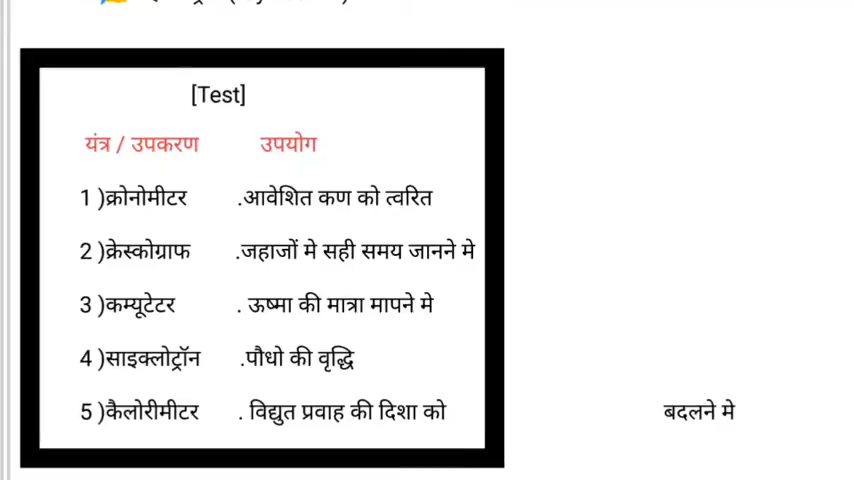 [Test]
यंत्र / उपकरण उपयोग
1 )क्रोनोमीटर .आवेशित कण को त्वरित
2 )क्रेस्कोग्राफ .जहाजों मे सही समय जानने मे
3 )कम्यूटेटर . ऊष्मा की मात्रा मापने मे
4 )साइक्लोट्रॉन .पौधो की वृद्धि
5 )कैलोरीमीटर . विद्युत प्रवाह की दिशा को बदलने मे